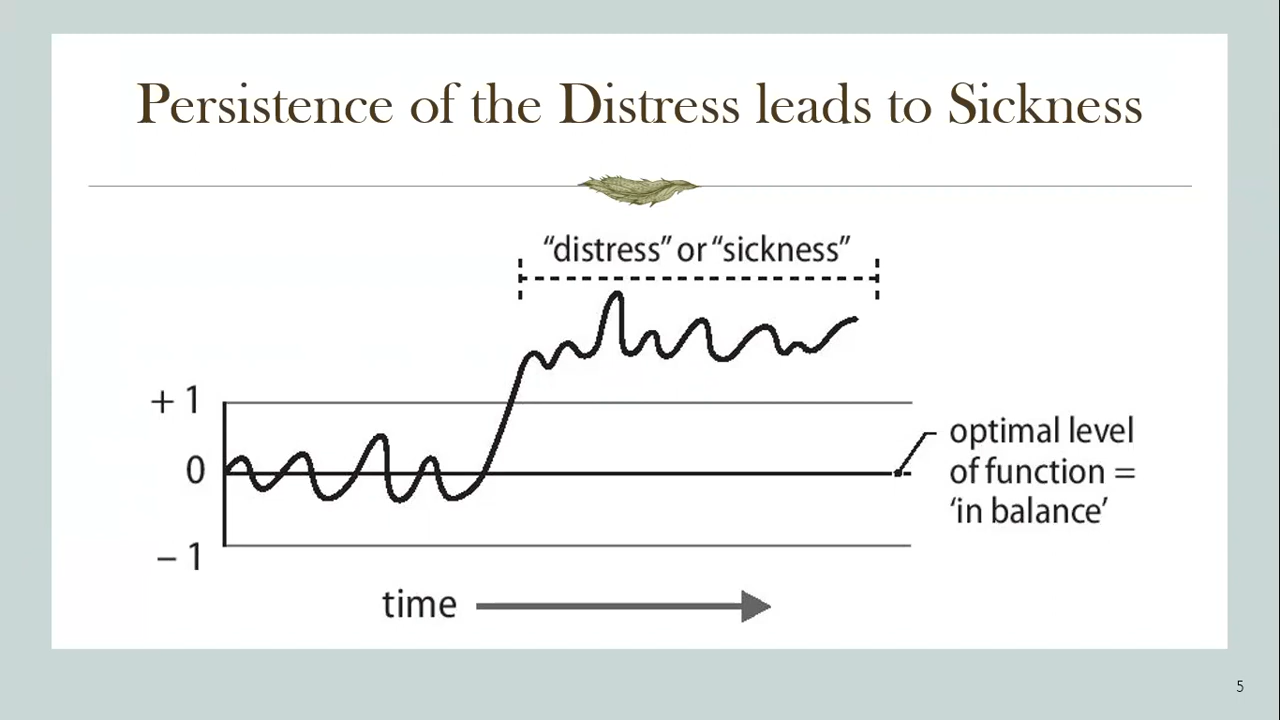 Persistence of the Distress leads to Sickness
“distress” or “sickness”
+ 1
0
– 1
optimal level
of function =
‘in balance’
time
5